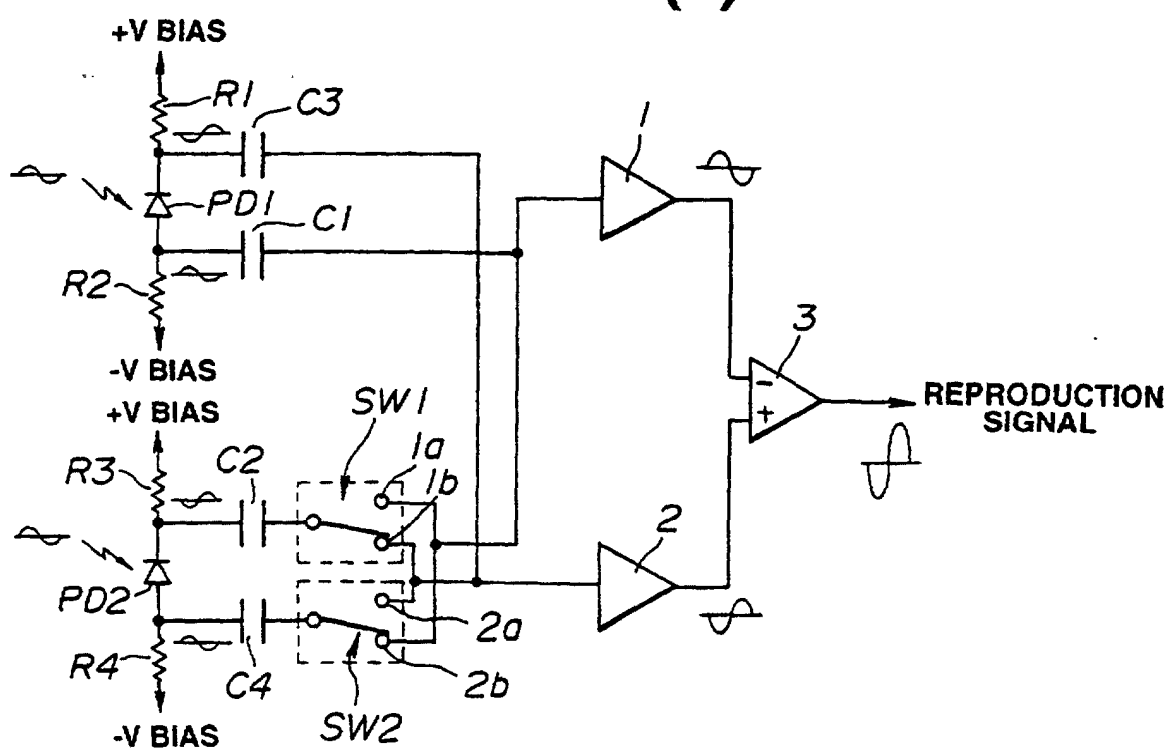 +V BIAS
R1
C3
1
PD1
C1
R2
-V BIAS
3
-
+
REPRODUCTION
SIGNAL
+V BIAS
SW1
1a
1b
R3
C2
2
PD2
2a
R4
C4
2b
SW2
-V BIAS